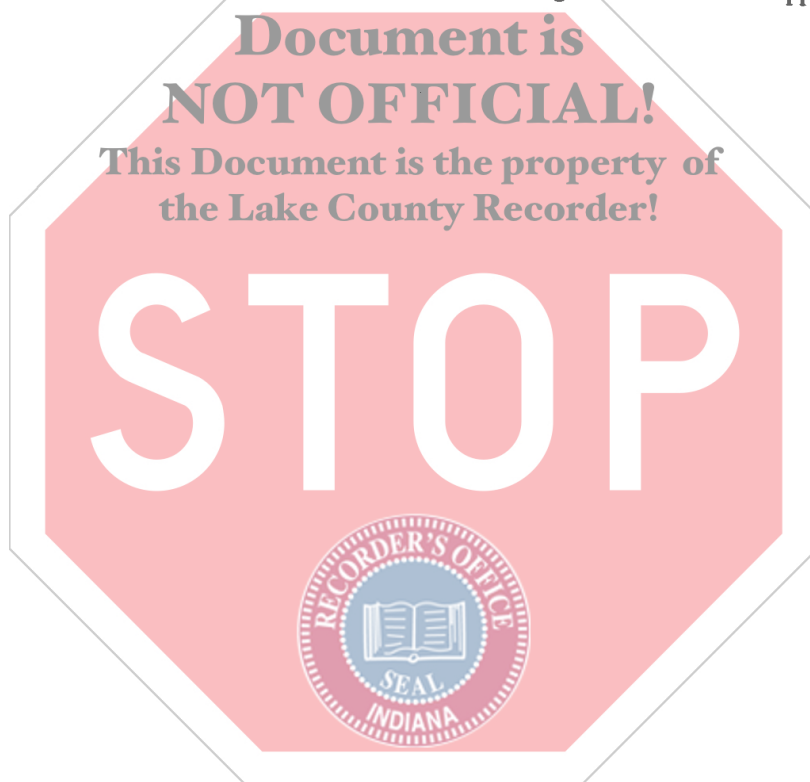 Document is
NOT OFFICIAL!
This Document is the property of
the Lake County Recorder!
STOP
RECORDER'S OFFICE
SEAL
INDIANA